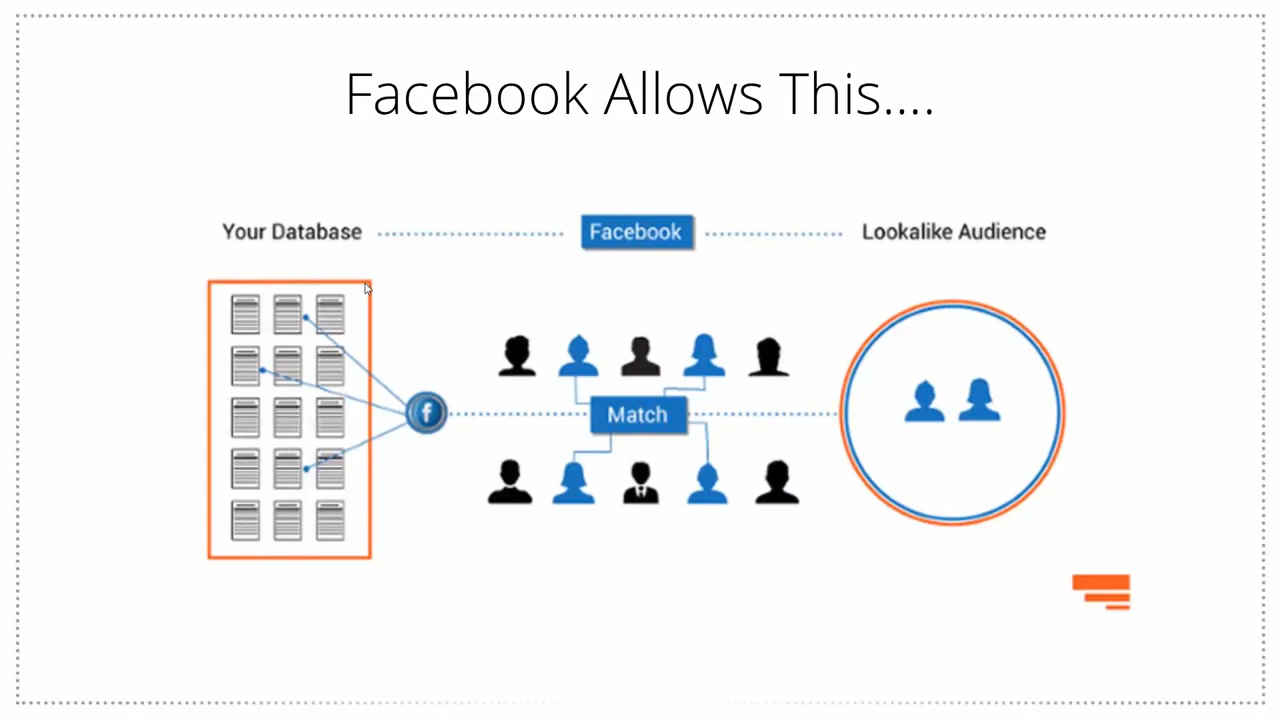 Facebook Allows This....
Your Database
Facebook
Lookalike Audience
f
Match